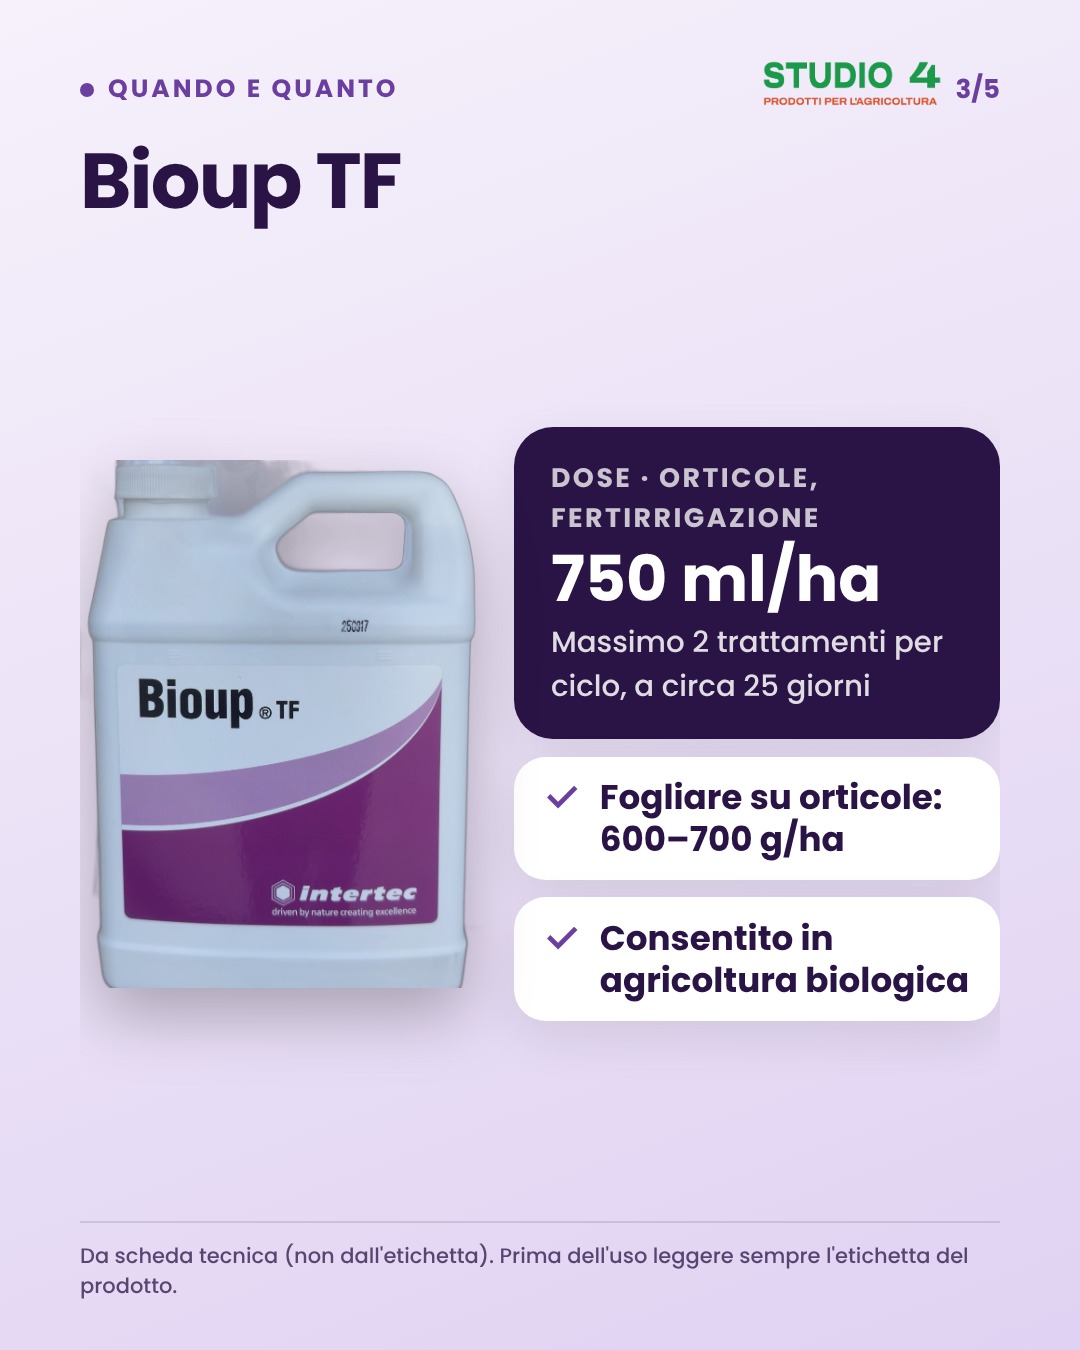 QUANDO E QUANTO
STUDIO 4
PRODOTTI PER L'AGRICOLTURA
3/5
Bioup TF
250917
Bioup ® TF
intertec
driven by nature creating excellence
DOSE · ORTICOLE,
FERTIRRIGAZIONE
750 ml/ha
Massimo 2 trattamenti per
ciclo, a circa 25 giorni
Fogliare su orticole:
600–700 g/ha
Consentito in
agricoltura biologica
Da scheda tecnica (non dall'etichetta). Prima dell'uso leggere sempre l'etichetta del
prodotto.